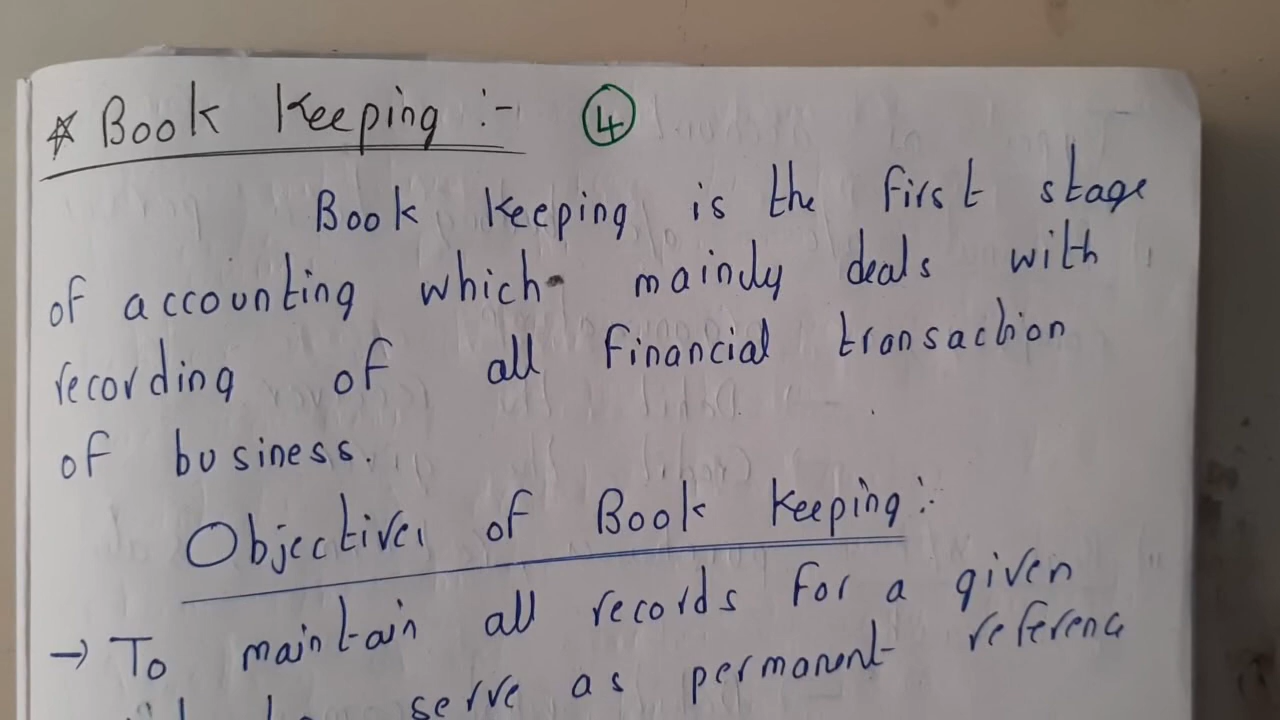 * Book Keeping :- ④
Book Keeping is the first stage
of accounting which mainly deals with
recording of all financial transaction
of business.
Objectives of Book Keeping :-
→ To maintain all records for a given
serve as permanent reference